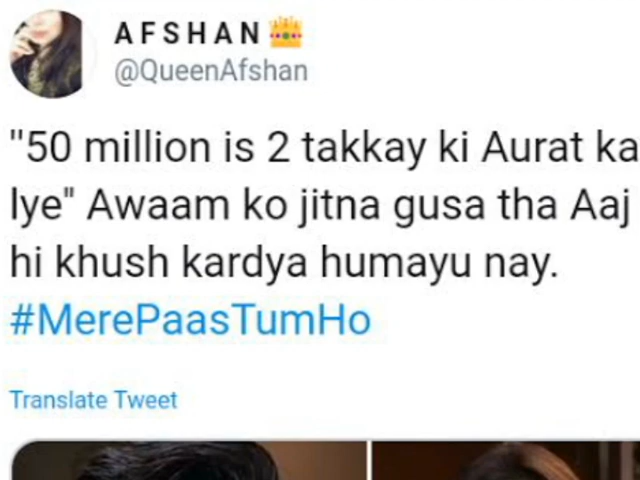 AFSHAN👑
@QueenAfshan
"50 million is 2 takkay ki Aurat ka
lye" Awaam ko jitna gusa tha Aaj
hi khush kardya humayu nay.
#MerePaasTumHo
Translate Tweet